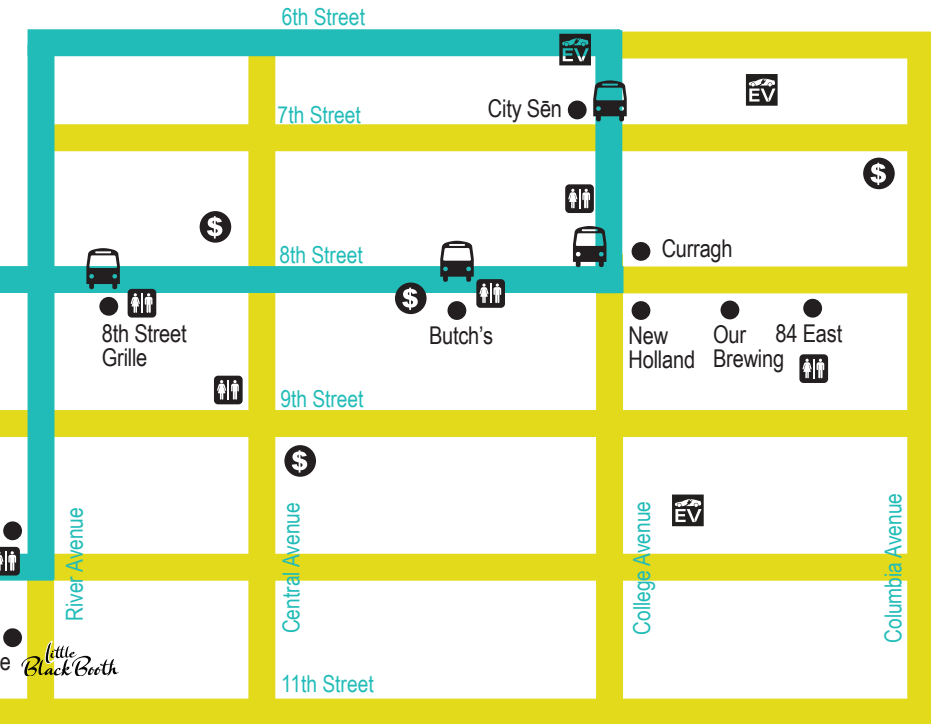 6th Street
EV
EV
City Sēn
7th Street
$
$
8th Street
Curragh
$
8th Street
Grille
Butch's
New
Holland
Our
Brewing
84 East
9th Street
$
EV
River Avenue
Central Avenue
College Avenue
Columbia Avenue
e
little
Black Booth
11th Street